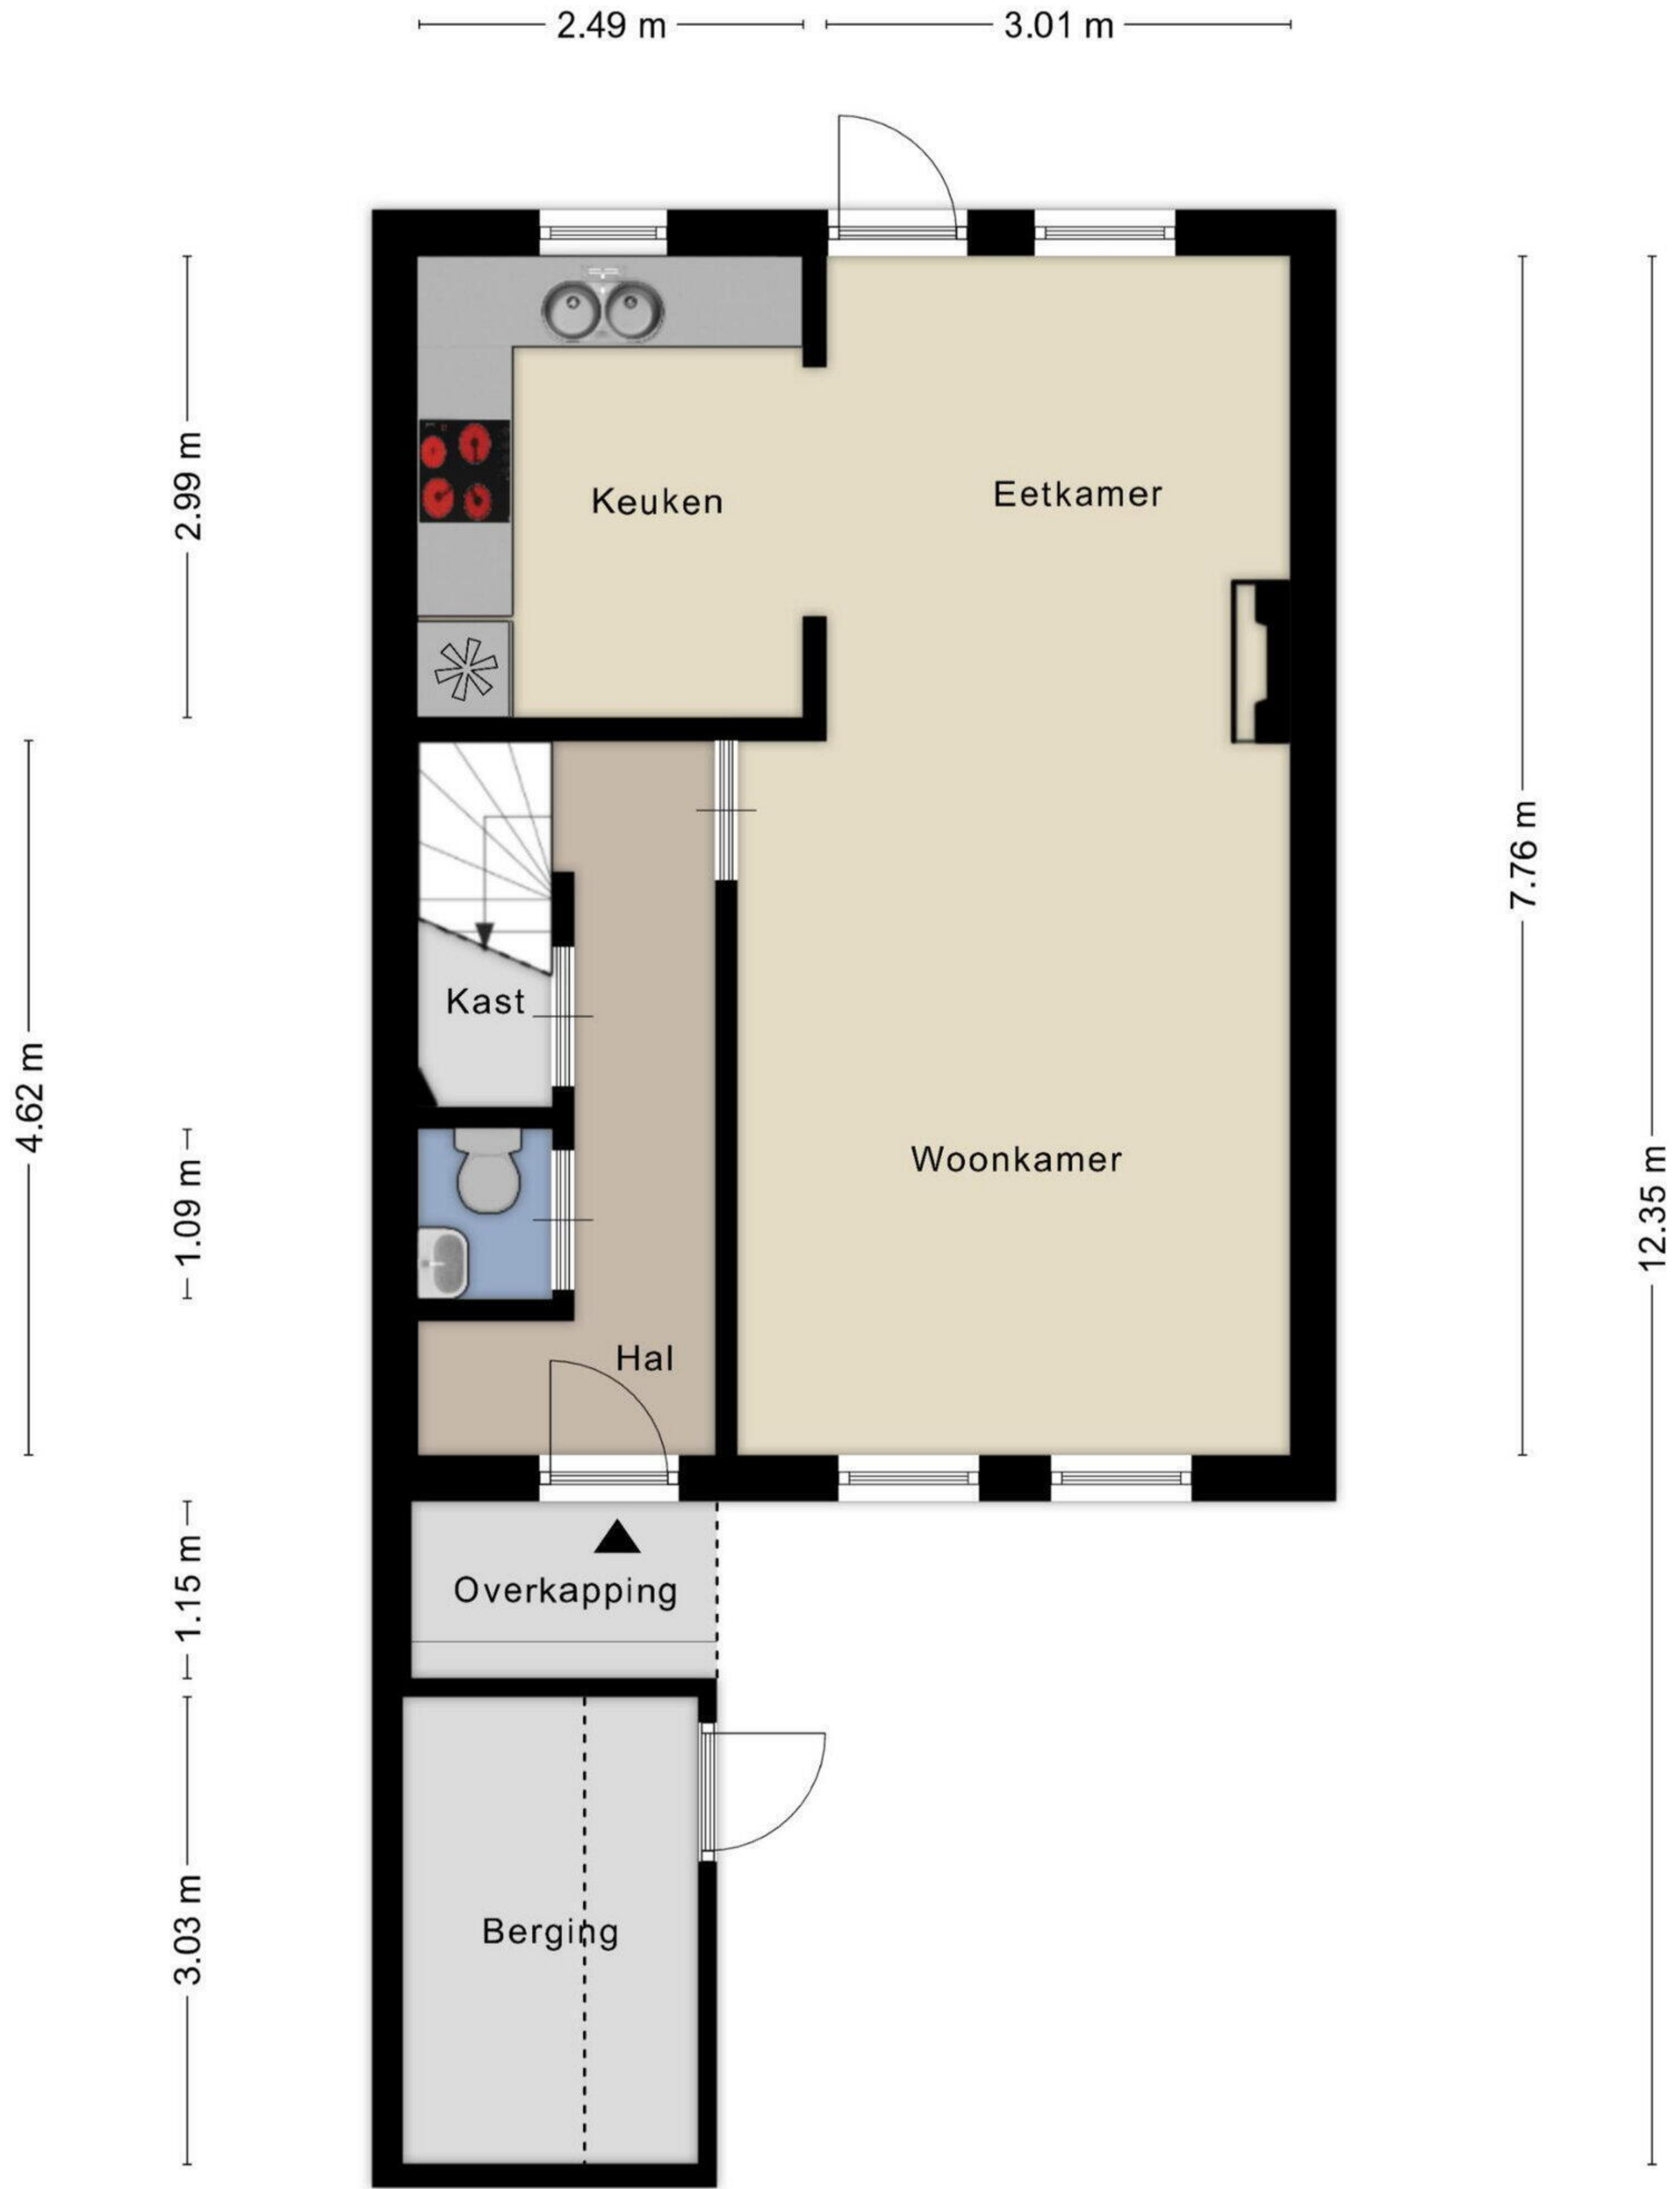 2.49 m
3.01 m
2.99 m
Keuken
Eetkamer
7.76 m
4.62 m
Kast
1.09 m
Woonkamer
12.35 m
Hal
1.15 m
Overkapping
3.03 m
Berging